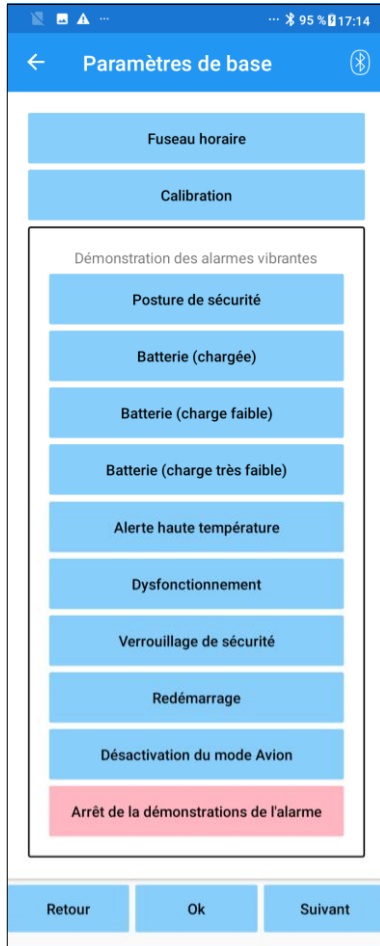 ... ... 95 % 17:14
Paramètres de base
Fuseau horaire
Calibration
Démonstration des alarmes vibrantes
Posture de sécurité
Batterie (chargée)
Batterie (charge faible)
Batterie (charge très faible)
Alerte haute température
Dysfonctionnement
Verrouillage de sécurité
Redémarrage
Désactivation du mode Avion
Arrêt de la démonstrations de l'alarme
Retour Ok Suivant